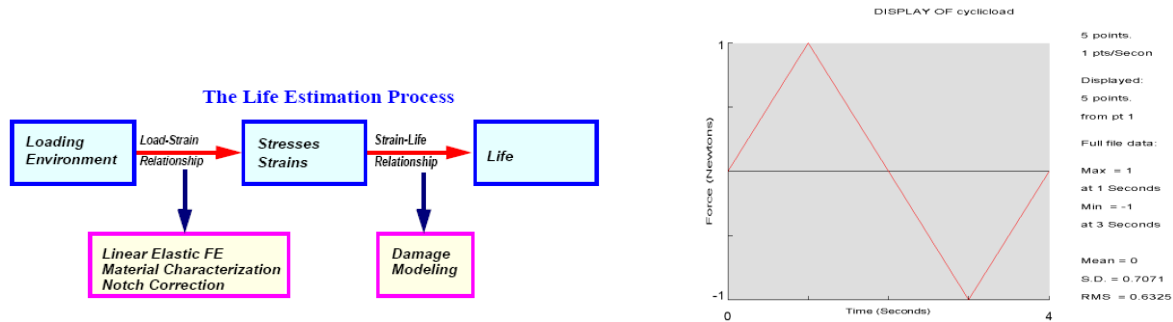 The Life Estimation Process
Loading
Environment
Load-Strain
Relationship
Stresses
Strains
Strain-Life
Relationship
Life
Linear Elastic FE
Material Characterization
Notch Correction
Damage
Modeling
DISPLAY OF cyclicload
1
Force (Newtons)
-1
0
Time (Seconds)
4
5 points.
1 pts/Secon
Displayed:
5 points.
from pt 1
Full file data:
Max = 1
at 1 Seconds
Min = -1
at 3 Seconds
Mean = 0
S.D. = 0.7071
RMS = 0.6325